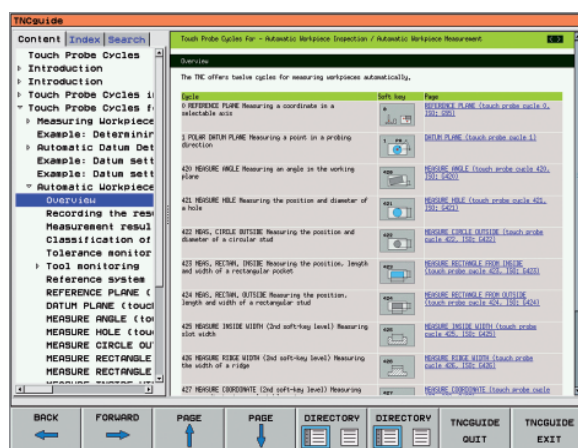 TNCguide
Content Index Search
Touch Probe Cycles
Introduction
Introduction
Touch Probe Cycles i
Touch Probe Cycles f
Measuring Workpiece
Example: Determinin
Automatic Datum Det
Example: Datum sett
Example: Datum sett
Automatic Workpiece
Overview
Recording the res
Measurement resul
Classification of
Tolerance monitor
Tool monitoring
Reference system
REFERENCE PLANE (
DATUM PLANE (touc
MEASURE ANGLE (to
MEASURE HOLE (tou
MEASURE CIRCLE OU
MEASURE RECTANGLE
MEASURE RECTANGLE
MEASURE INSIDE WI
Touch Probe Cycles for - Automatic Workpiece Inspection / Automatic Workpiece Measurement
Overview
The TNC offers twelve cycles for measuring workpieces automatically.
Cycle Soft key Page
0 REFERENCE PLANE Measuring a coordinate in a
selectable axis
REFERENCE PLANE (touch probe cycle 0,
ISO: G55)
1 POLAR DATUM PLANE Measuring a point in a probing
direction
DATUM PLANE (touch probe cycle 1)
420 MEASURE ANGLE Measuring an angle in the working
plane
420
MEASURE ANGLE (touch probe cycle 420,
ISO: G420)
421 MEASURE HOLE Measuring the position and diameter of
a hole
421
MEASURE HOLE (touch probe cycle 421,
ISO: G421)
422 MEAS. CIRCLE OUTSIDE Measuring the position and
diameter of a circular stud
422
MEASURE CIRCLE OUTSIDE (touch probe
cycle 422, ISO: G422)
423 MEAS. RECTAN. INSIDE Measuring the position, length
and width of a rectangular pocket
423
MEASURE RECTANGLE FROM INSIDE
(touch probe cycle 423, ISO: G423)
424 MEAS. RECTAN. OUTSIDE Measuring the position,
length and width of a rectangular stud
424
MEASURE RECTANGLE FROM OUTSIDE
(touch probe cycle 424, ISO: G424)
425 MEASURE INSIDE WIDTH (2nd soft-key level) Measuring
slot width
425
MEASURE INSIDE WIDTH (touch probe
cycle 425, ISO: G425)
426 MEASURE RIDGE WIDTH (2nd soft-key level) Measuring
the width of a ridge
426
MEASURE RIDGE WIDTH (touch probe
cycle 426, ISO: G426)
427 MEASURE COORDINATE (2nd soft-key level) Measuring
427
MEASURE COORDINATE (touch probe cycle
BACK FORWARD PAGE PAGE DIRECTORY DIRECTORY TNCGUIDE TNCGUIDE
QUIT EXIT